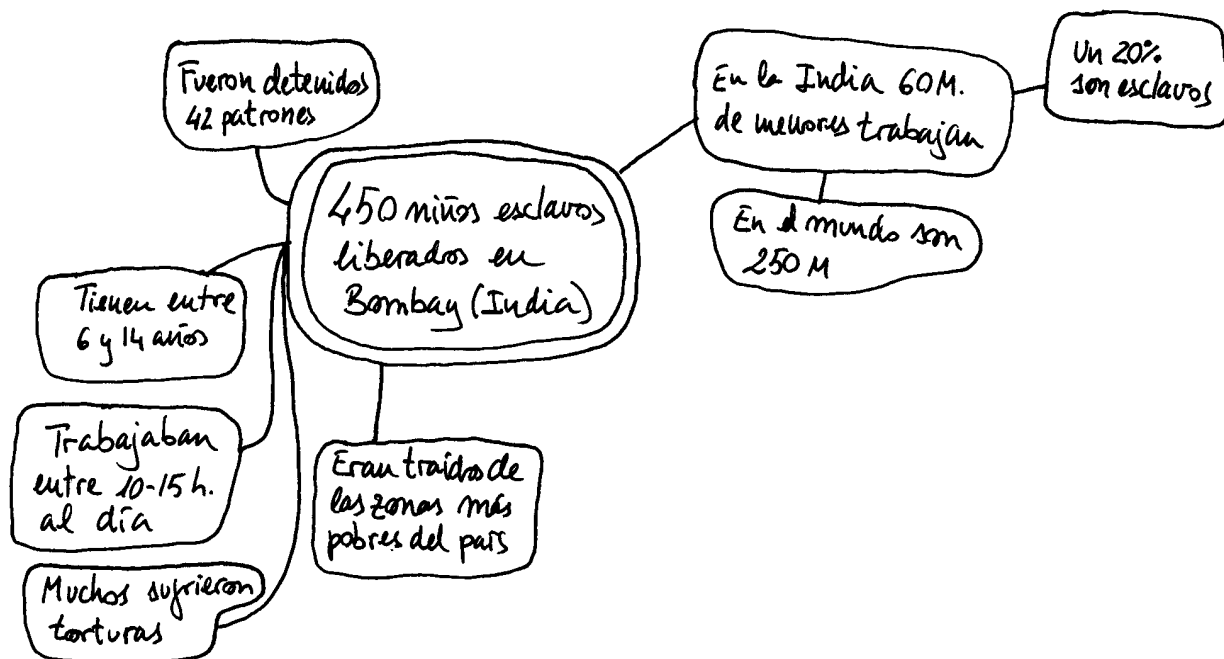 Fueron detenidos
42 patrones
En la India 60M.
de menores trabajan
Un 20%
son esclavos
450 niños esclavos
liberados en
Bombay (India)
En el mundo son
250 M
Tienen entre
6 y 14 años
Trabajaban
entre 10-15 h.
al día
Eran traídos de
las zonas más
pobres del país
Muchos sufrieron
torturas